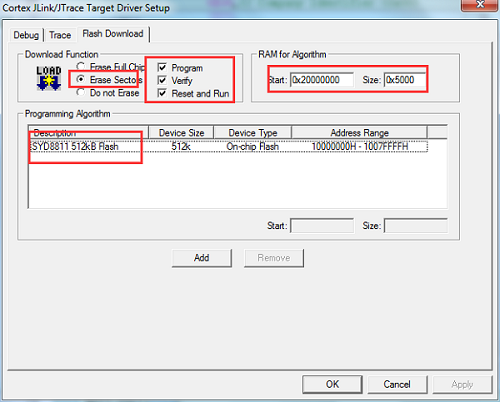 Cortex JLink/JTrace Target Driver Setup
Debug Trace Flash Download
Download Function
LOAD
Erase Full Chip
Erase Sectors
Do not Erase
Program
Verify
Reset and Run
RAM for Algorithm
Start: 0x20000000 Size: 0x5000
Programming Algorithm
Description Device Size Device Type Address Range
SYD8811 512kB Flash 512k On-chip Flash 10000000H - 1007FFFFH
Start: Size:
Add Remove
OK Cancel Apply